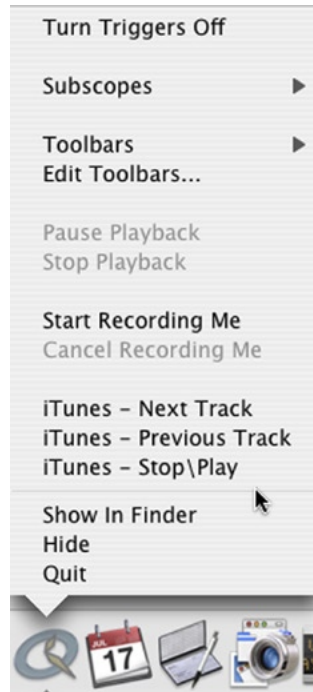 Turn Triggers Off
Subscopes
Toolbars
Edit Toolbars...
Pause Playback
Stop Playback
Start Recording Me
Cancel Recording Me
iTunes – Next Track
iTunes – Previous Track
iTunes – Stop\Play
Show In Finder
Hide
Quit
JUL
17